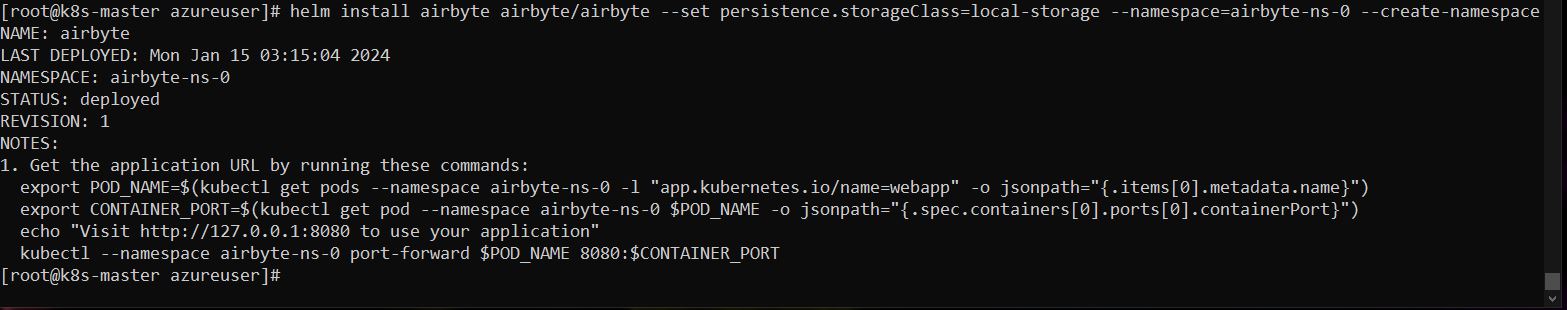 [root@k8s-master azureuser]# helm install airbyte airbyte/airbyte --set persistence.storageClass=local-storage --namespace=airbyte-ns-0 --create-namespace
NAME: airbyte
LAST DEPLOYED: Mon Jan 15 03:15:04 2024
NAMESPACE: airbyte-ns-0
STATUS: deployed
REVISION: 1
NOTES:
1. Get the application URL by running these commands:
  export POD_NAME=$(kubectl get pods --namespace airbyte-ns-0 -l "app.kubernetes.io/name=webapp" -o jsonpath="{.items[0].metadata.name}")
  export CONTAINER_PORT=$(kubectl get pod --namespace airbyte-ns-0 $POD_NAME -o jsonpath="{.spec.containers[0].ports[0].containerPort}")
  echo "Visit http://127.0.0.1:8080 to use your application"
  kubectl --namespace airbyte-ns-0 port-forward $POD_NAME 8080:$CONTAINER_PORT
[root@k8s-master azureuser]#